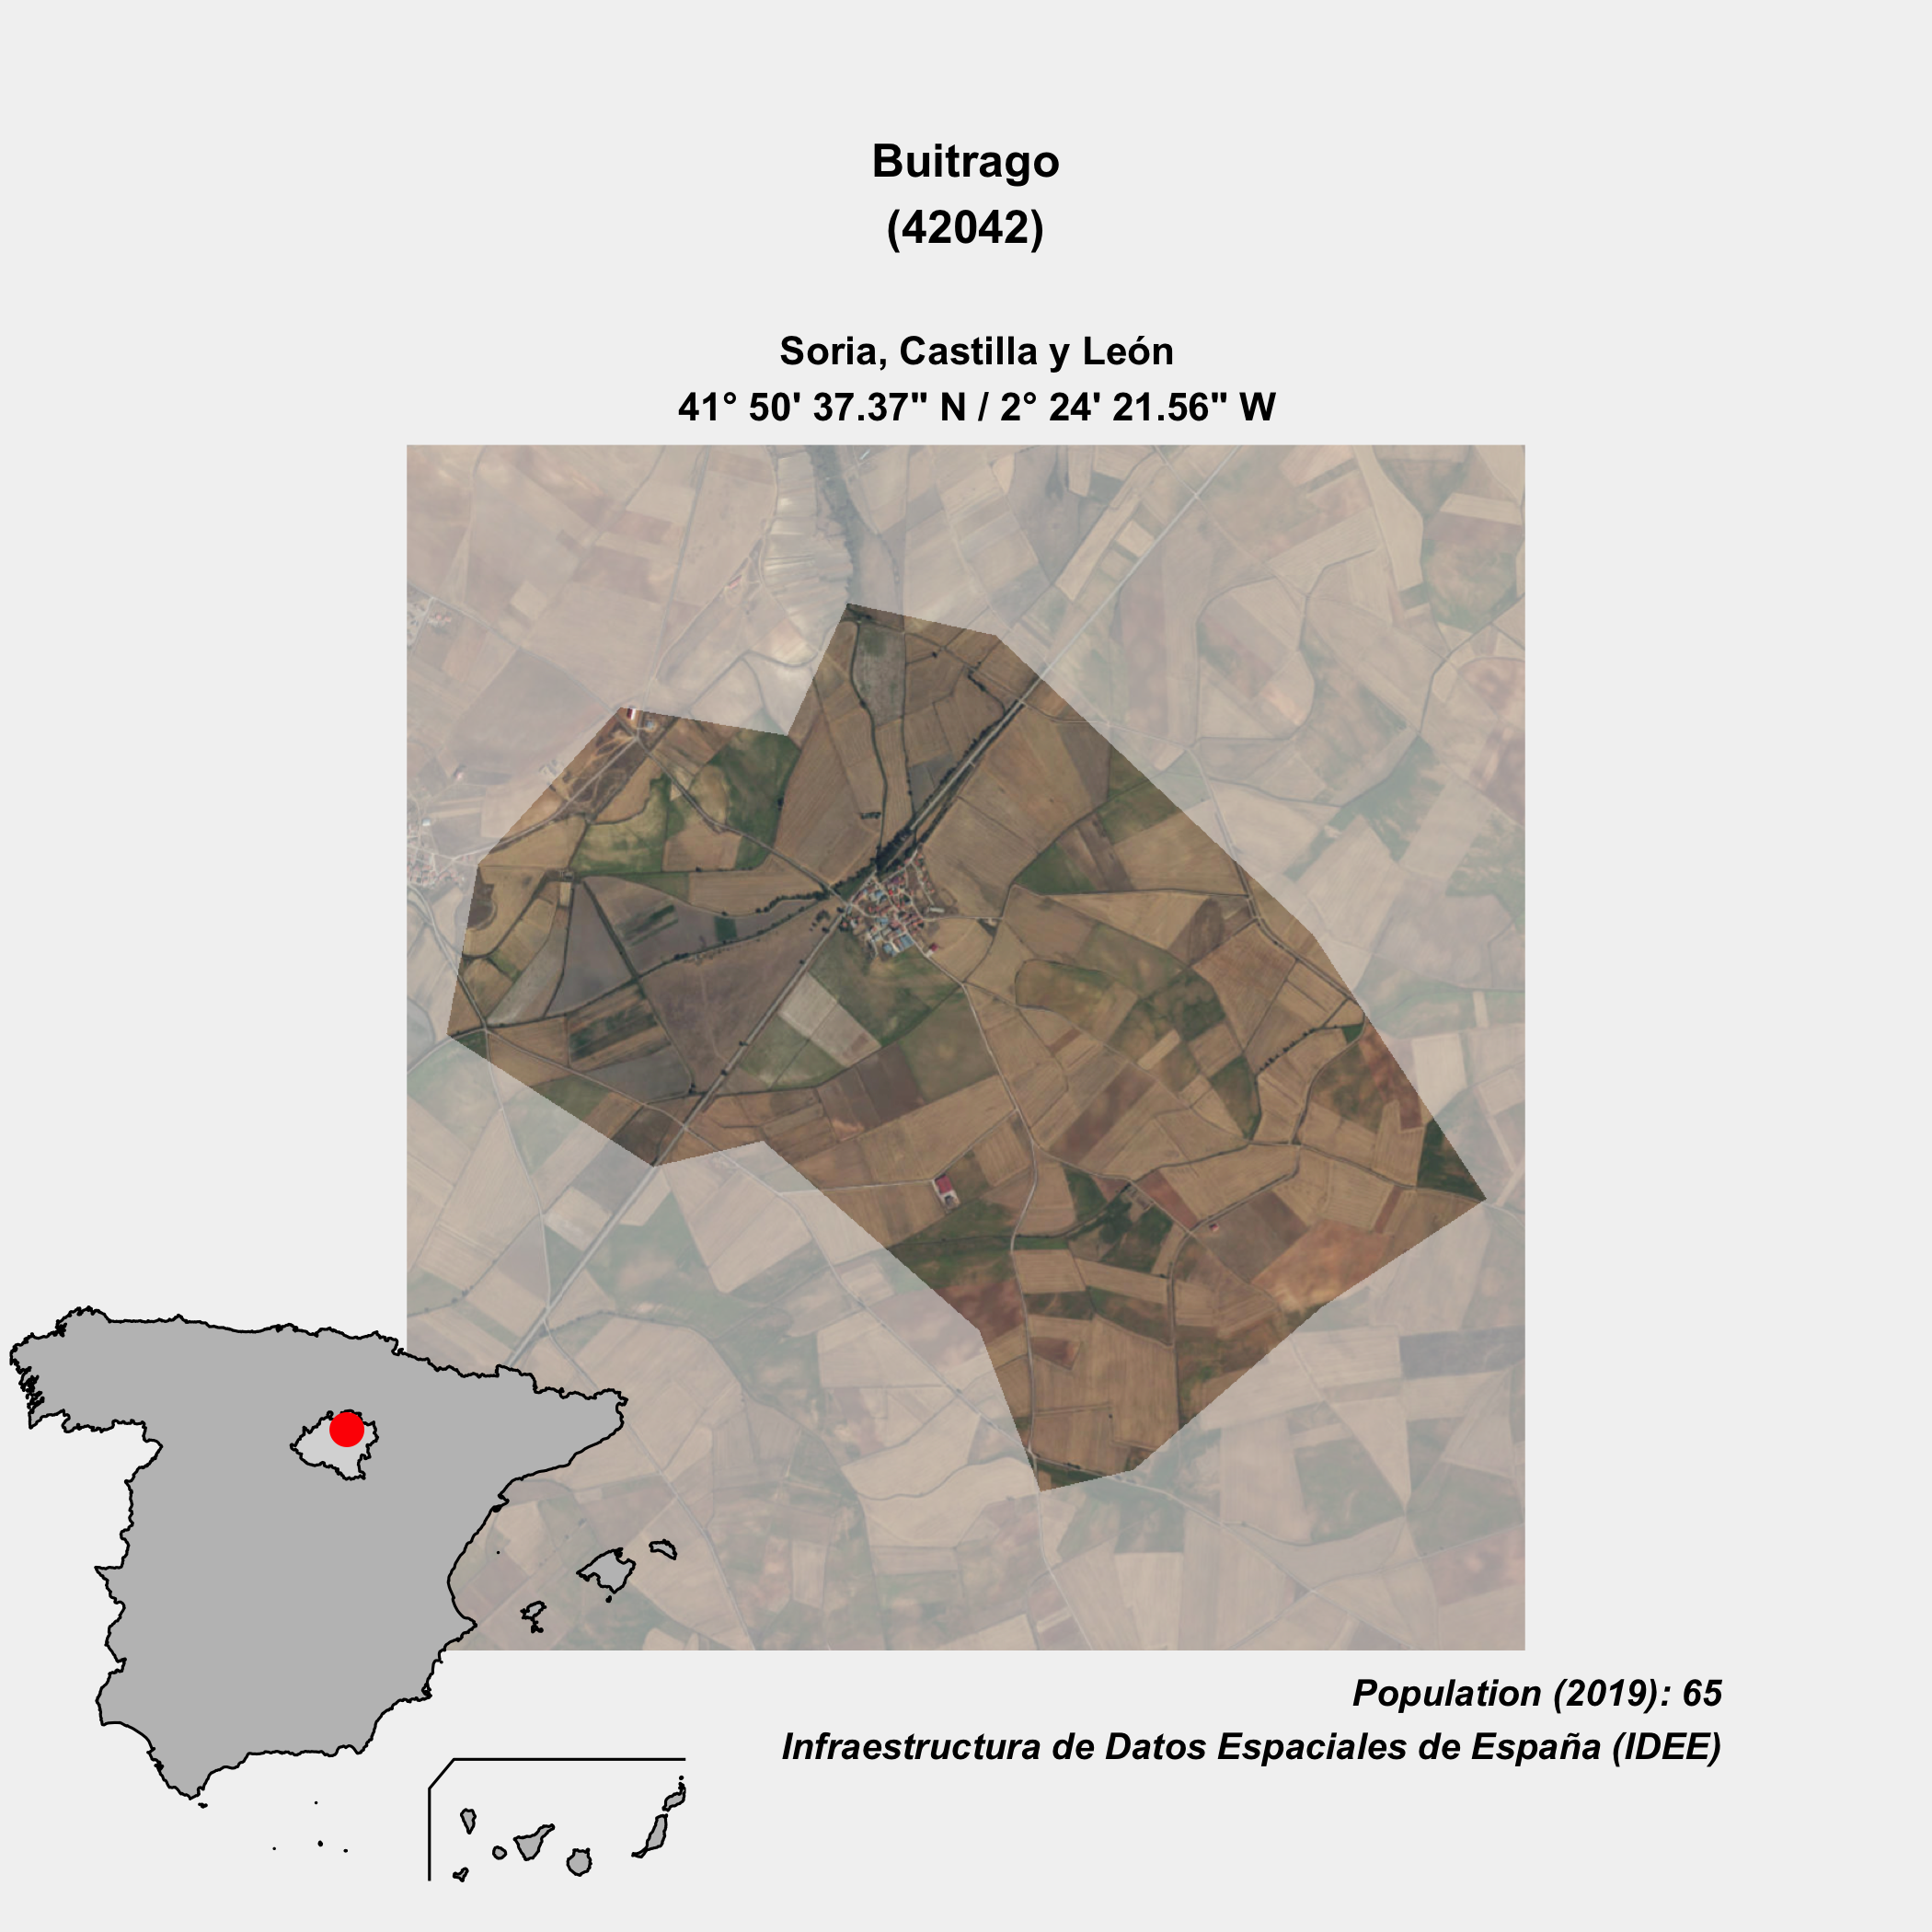 Buitrago
(42042)
Soria, Castilla y León
41° 50' 37.37" N / 2° 24' 21.56" W
Population (2019): 65
Infraestructura de Datos Espaciales de España (IDEE)